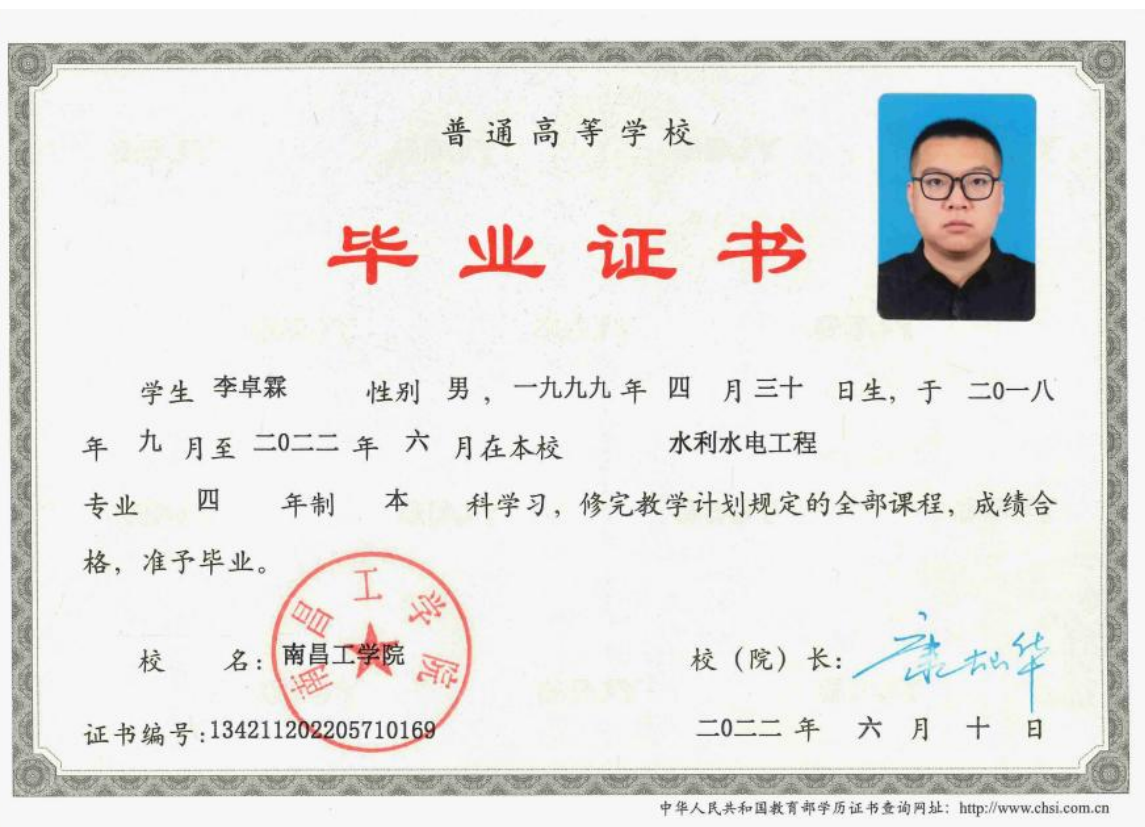 普通高等学校
毕业证书
学生 李卓霖 性别 男 , 一九九九 年 四 月 三十 日生, 于 二0一八
年 九 月至 二0二二 年 六 月在本校 水利水电工程
专业 四 年制 本 科学习, 修完教学计划规定的全部课程, 成绩合
格, 准予毕业。
南昌工学院
校 名: 南昌工学院
校 (院) 长:
证书编号:134211202205710169
二0二二 年 六 月 十 日
中华人民共和国教育部学历证书查询网址: http://www.chsi.com.cn